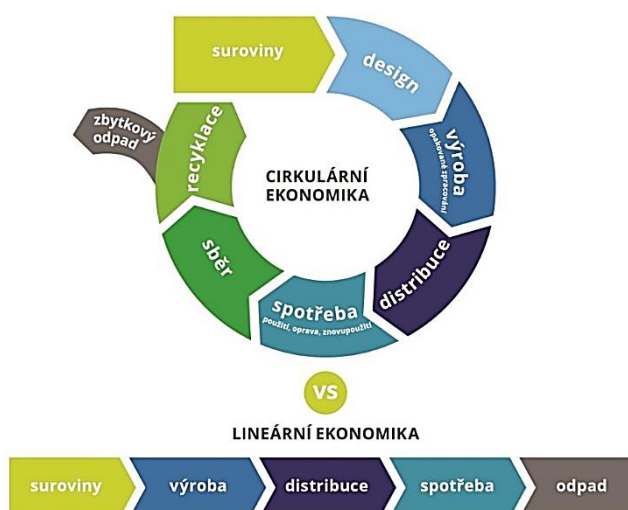 suroviny
design
výroba
opakované zpracování
distribuce
spotřeba
použití, oprava, znovupoužití
sběr
recyklace
zbytkový
odpad
CIRKULÁRNÍ
EKONOMIKA
VS
LINEÁRNÍ EKONOMIKA
suroviny
výroba
distribuce
spotřeba
odpad